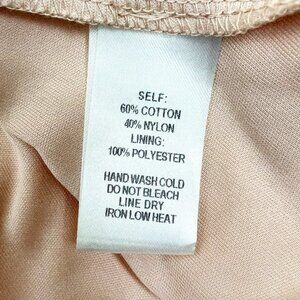 SELF:
60% COTTON
40% NYLON
LINING:
100% POLYESTER
HAND WASH COLD
DO NOT BLEACH
LINE DRY
IRON LOW HEAT